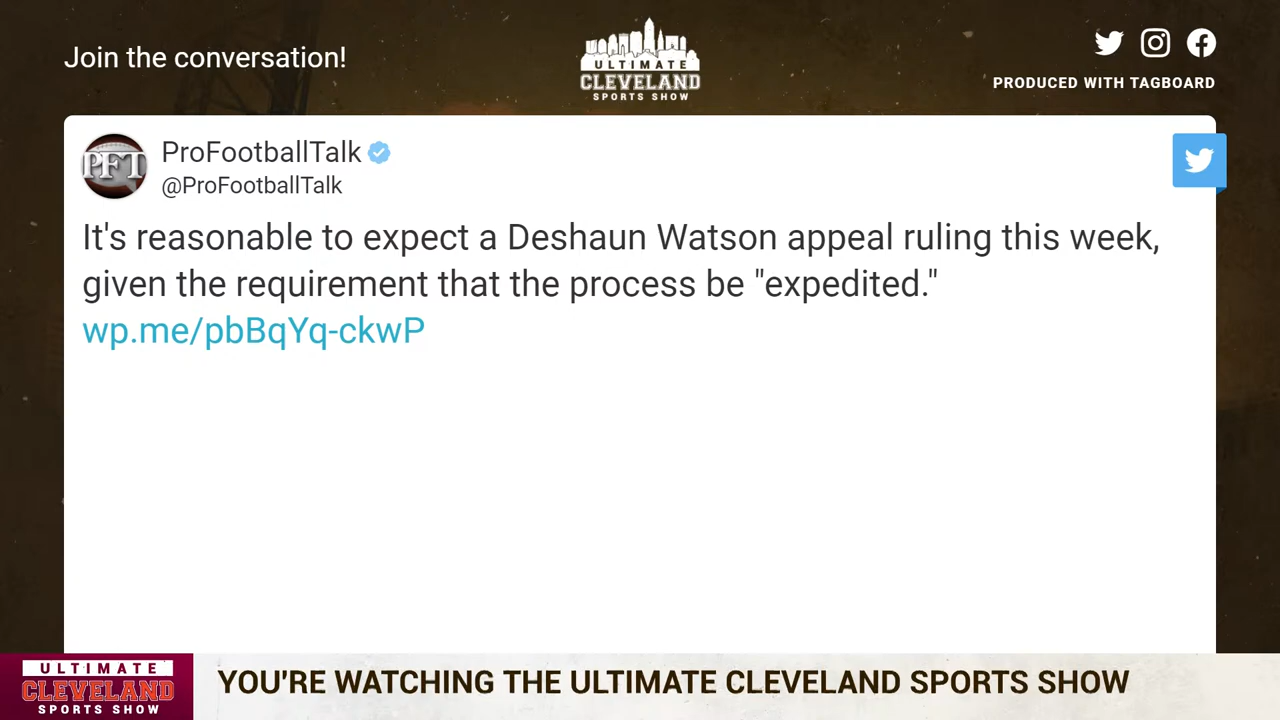 Join the conversation!
ULTIMATE
CLEVELAND
SPORTS SHOW
PRODUCED WITH TAGBOARD
PFT
ProFootballTalk
@ProFootballTalk
It's reasonable to expect a Deshaun Watson appeal ruling this week,
given the requirement that the process be "expedited."
wp.me/pbBqYq-ckwP
ULTIMATE
CLEVELAND
SPORTS SHOW
YOU'RE WATCHING THE ULTIMATE CLEVELAND SPORTS SHOW